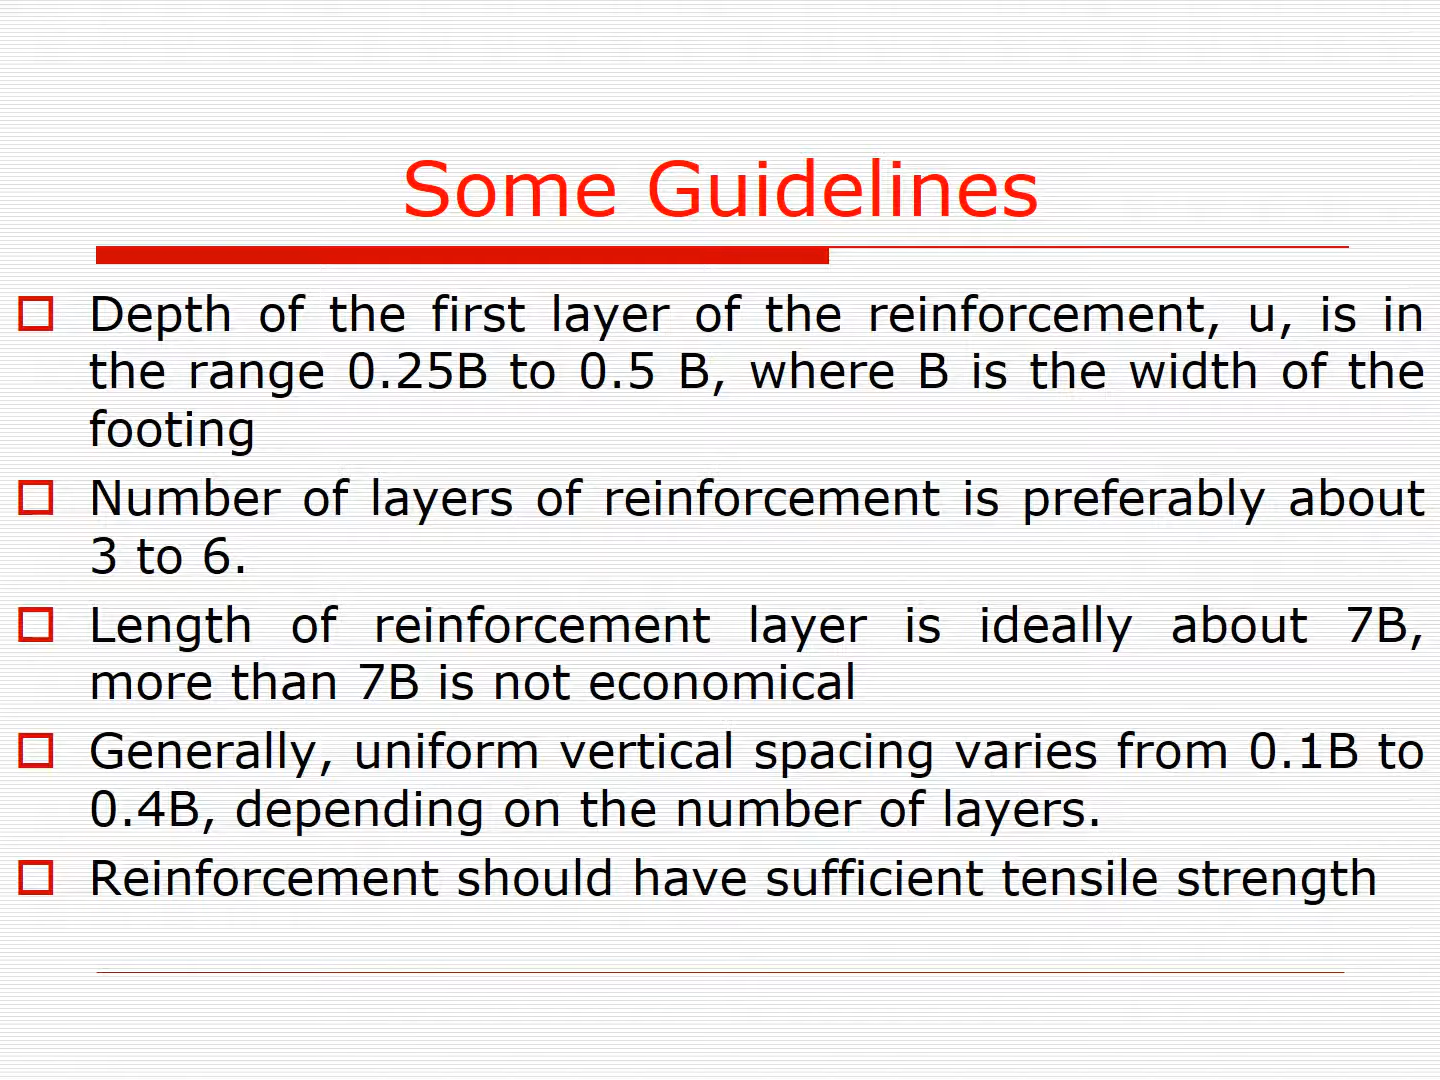 Some Guidelines
Depth of the first layer of the reinforcement, u, is in
the range 0.25B to 0.5 B, where B is the width of the
footing
Number of layers of reinforcement is preferably about
3 to 6.
Length of reinforcement layer is ideally about 7B,
more than 7B is not economical
Generally, uniform vertical spacing varies from 0.1B to
0.4B, depending on the number of layers.
Reinforcement should have sufficient tensile strength